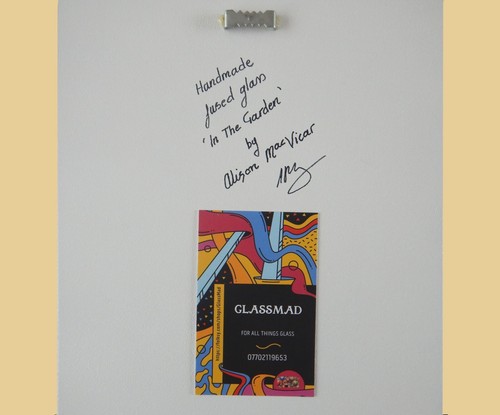 Handmade
fused glass
'In The Garden'
by
Alison MacVicar
GLASSMAD
FOR ALL THINGS GLASS
07702119653